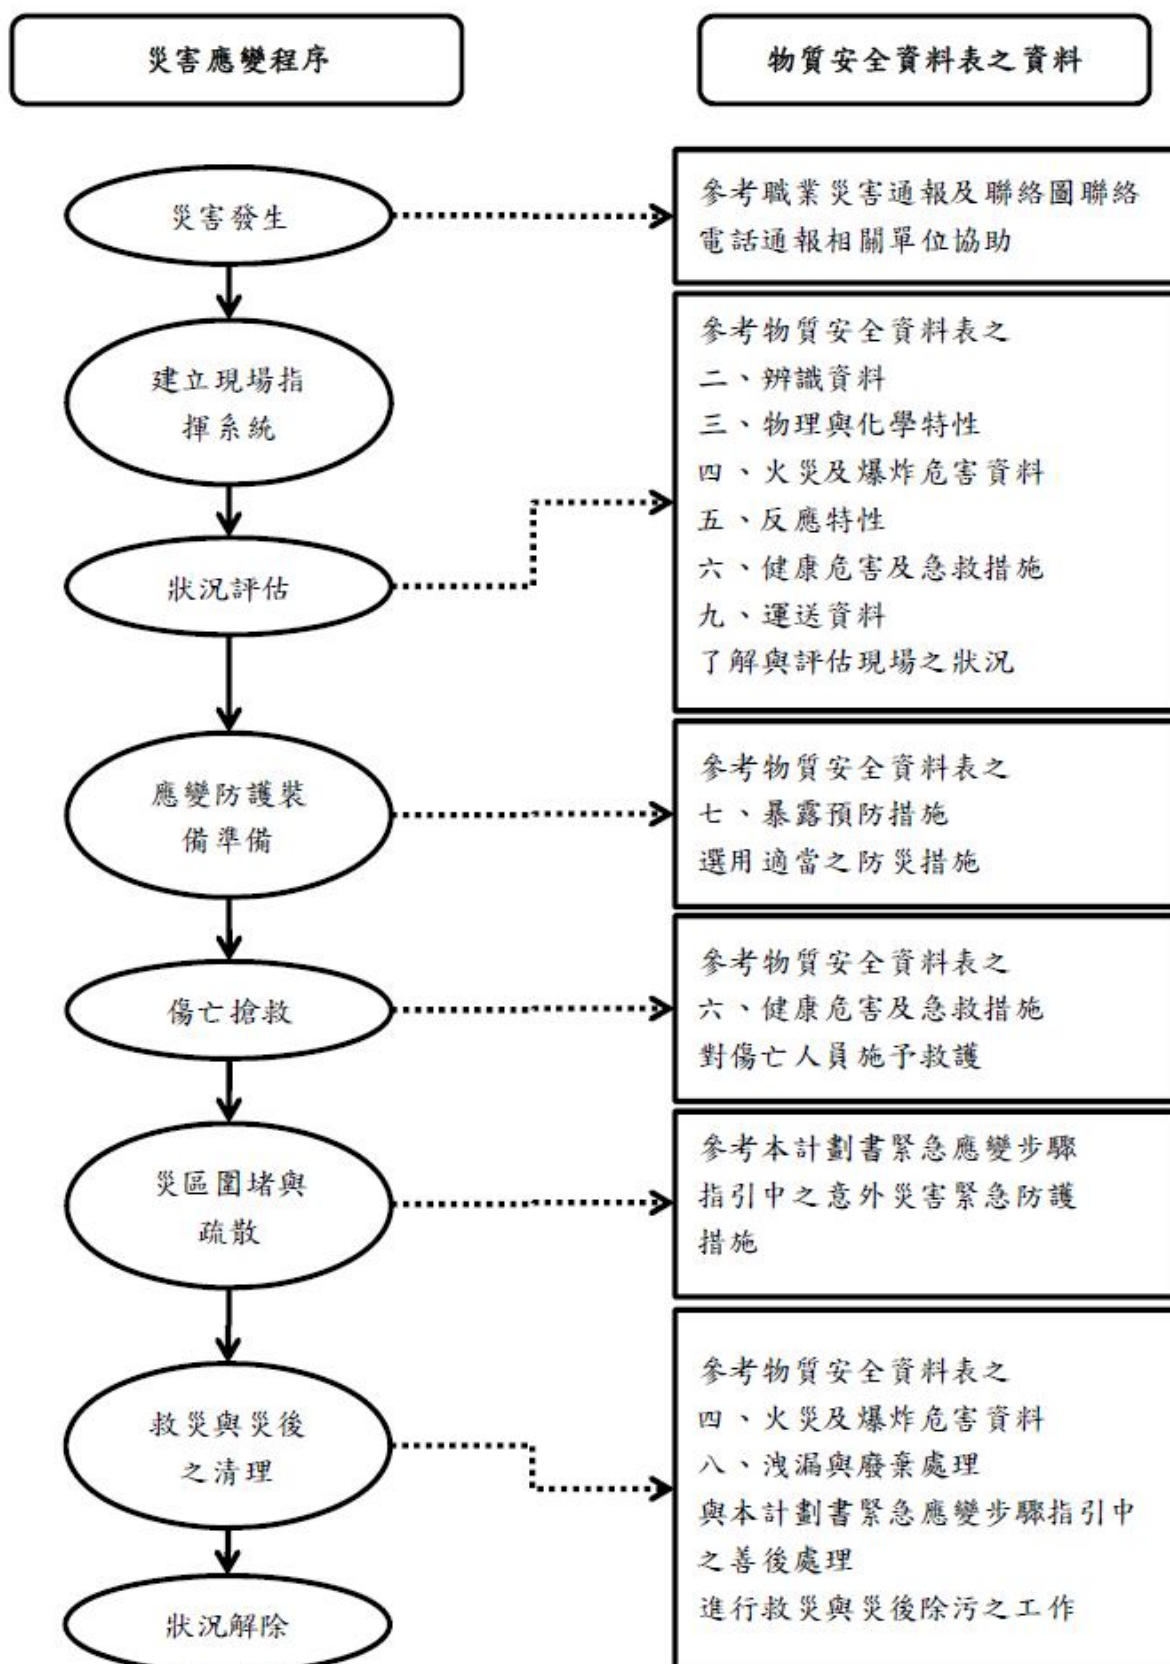 災害應變程序
物質安全資料表之資料
災害發生
參考職業災害通報及聯絡圖聯絡
電話通報相關單位協助
建立現場指
揮系統
狀況評估
參考物質安全資料表之
二、辨識資料
三、物理與化學特性
四、火災及爆炸危害資料
五、反應特性
六、健康危害及急救措施
九、運送資料
了解與評估現場之狀況
應變防護裝
備準備
參考物質安全資料表之
七、暴露預防措施
選用適當之防災措施
傷亡搶救
參考物質安全資料表之
六、健康危害及急救措施
對傷亡人員施予救護
災區圍堵與
疏散
參考本計劃書緊急應變步驟
指引中之意外災害緊急防護
措施
救災與災後
之清理
參考物質安全資料表之
四、火災及爆炸危害資料
八、洩漏與廢棄處理
與本計劃書緊急應變步驟指引中
之善後處理
進行救災與災後除污之工作
狀況解除